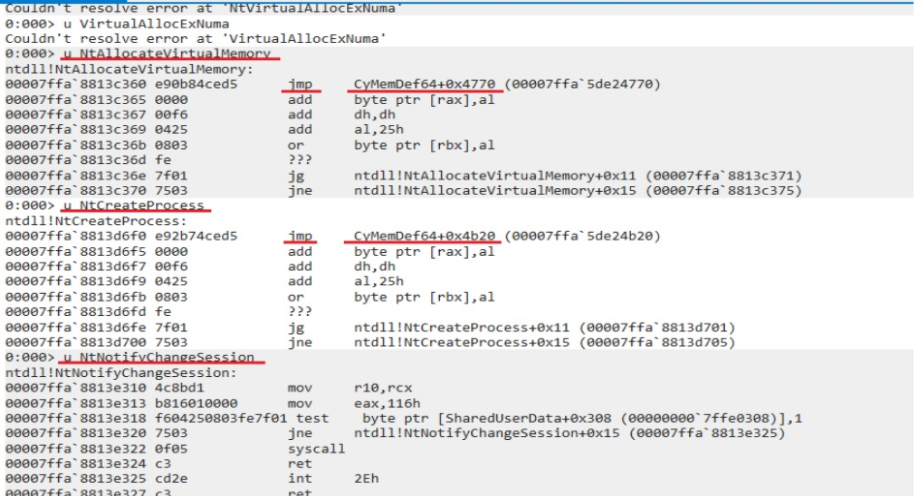 Couldn't resolve error at 'NtVirtualAllocExNuma'
0:000> u VirtualAllocExNuma
Couldn't resolve error at 'VirtualAllocExNuma'
0:000> u NtAllocateVirtualMemory
ntdll!NtAllocateVirtualMemory:
00007ffa`8813c360 e90b84ced5 jmp CyMemDef64+0x4770 (00007ffa`5de24770)
00007ffa`8813c365 0000 add byte ptr [rax],al
00007ffa`8813c367 00f6 add dh,dh
00007ffa`8813c369 0425 add al,25h
00007ffa`8813c36b 0803 or byte ptr [rbx],al
00007ffa`8813c36d fe ???
00007ffa`8813c36e 7f01 jg ntdll!NtAllocateVirtualMemory+0x11 (00007ffa`8813c371)
00007ffa`8813c370 7503 jne ntdll!NtAllocateVirtualMemory+0x15 (00007ffa`8813c375)
0:000> u NtCreateProcess
ntdll!NtCreateProcess:
00007ffa`8813d6f0 e92b74ced5 jmp CyMemDef64+0x4b20 (00007ffa`5de24b20)
00007ffa`8813d6f5 0000 add byte ptr [rax],al
00007ffa`8813d6f7 00f6 add dh,dh
00007ffa`8813d6f9 0425 add al,25h
00007ffa`8813d6fb 0803 or byte ptr [rbx],al
00007ffa`8813d6fd fe ???
00007ffa`8813d6fe 7f01 jg ntdll!NtCreateProcess+0x11 (00007ffa`8813d701)
00007ffa`8813d700 7503 jne ntdll!NtCreateProcess+0x15 (00007ffa`8813d705)
0:000> u NtNotifyChangeSession
ntdll!NtNotifyChangeSession:
00007ffa`8813e310 4c8bd1 mov r10,rcx
00007ffa`8813e313 b816010000 mov eax,116h
00007ffa`8813e318 f604250803fe7f01 test byte ptr [SharedUserData+0x308 (00000000`7ffe0308)],1
00007ffa`8813e320 7503 jne ntdll!NtNotifyChangeSession+0x15 (00007ffa`8813e325)
00007ffa`8813e322 0f05 syscall
00007ffa`8813e324 c3 ret
00007ffa`8813e325 cd2e int 2Eh
00007ffa`8813e327 c3 ret